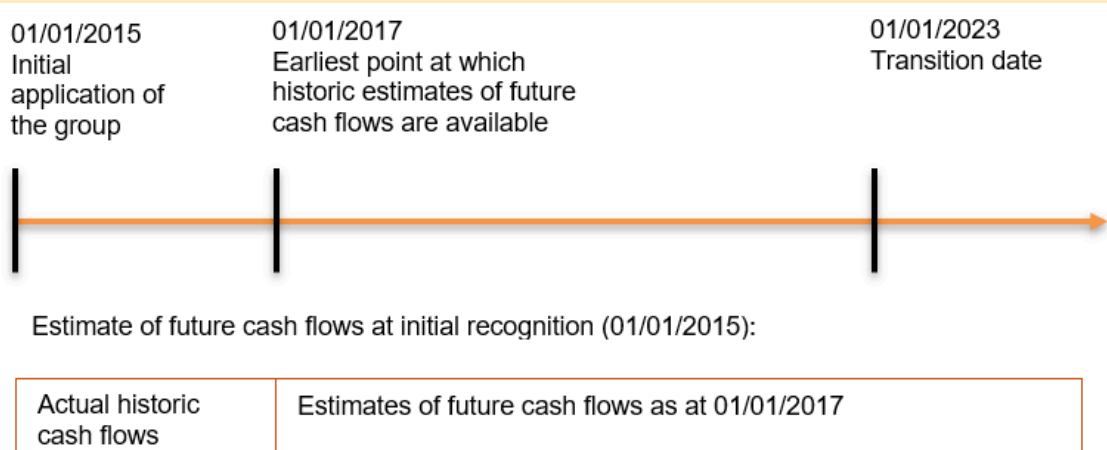 01/01/2015
Initial
application of
the group
01/01/2017
Earliest point at which
historic estimates of future
cash flows are available
01/01/2023
Transition date
Estimate of future cash flows at initial recognition (01/01/2015):
Actual historic
cash flows
Estimates of future cash flows as at 01/01/2017